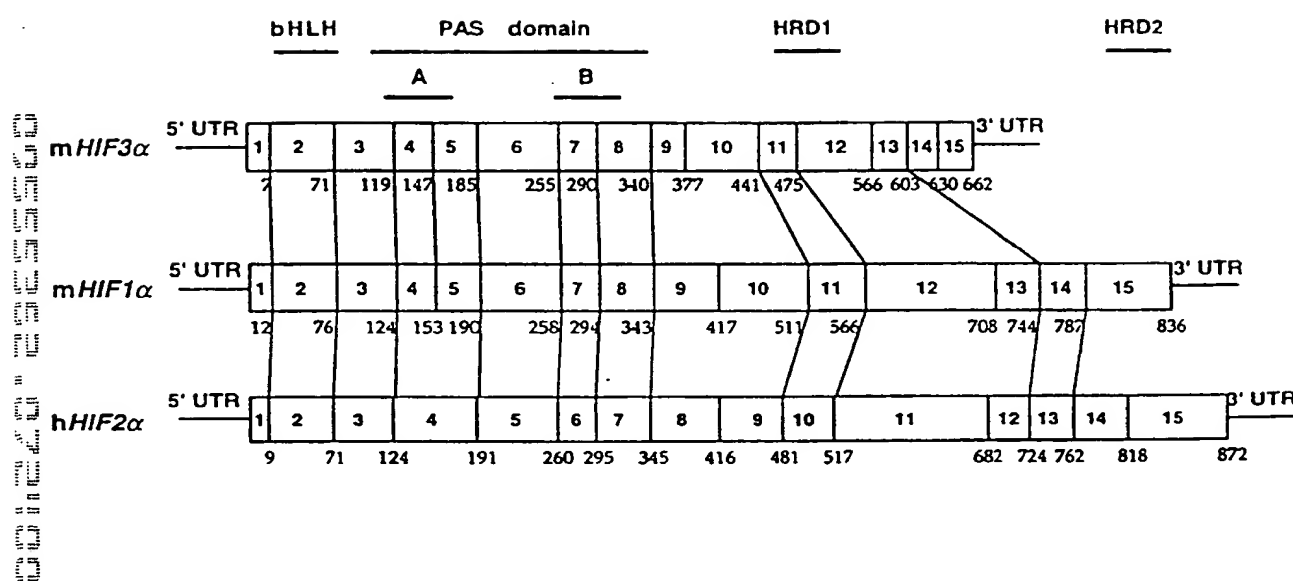 bHLH PAS domain HRD1 HRD2
A B
5' UTR 3' UTR
mHIF3α 1 2 3 4 5 6 7 8 9 10 11 12 13 14 15
7 71 119 147 185 255 290 340 377 441 475 566 603 630 662
5' UTR 3' UTR
mHIF1α 1 2 3 4 5 6 7 8 9 10 11 12 13 14 15
12 76 124 153 190 258 294 343 417 511 566 708 744 787 836
5' UTR 3' UTR
hHIF2α 1 2 3 4 5 6 7 8 9 10 11 12 13 14 15
9 71 124 191 260 295 345 416 481 517 682 724 762 818 872